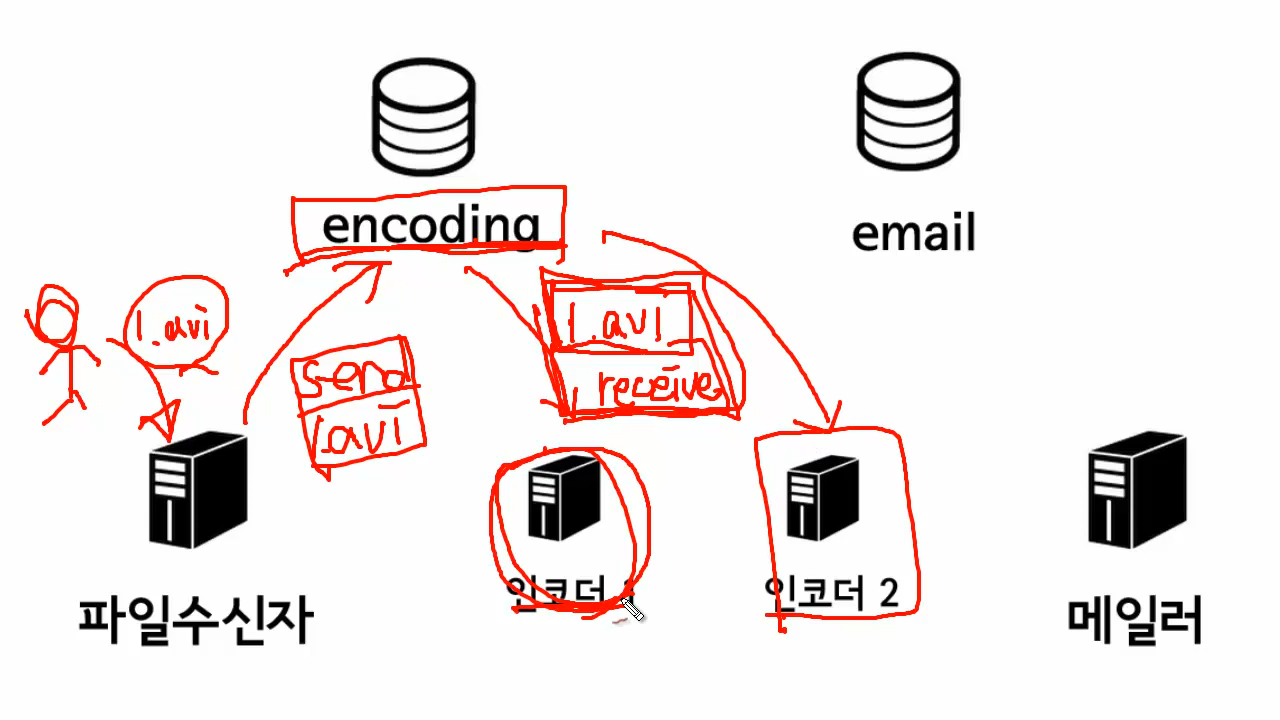 encoding
email
1.avi
send
1.avi
1.avi
receive
파일수신자
인코더 1
인코더 2
메일러